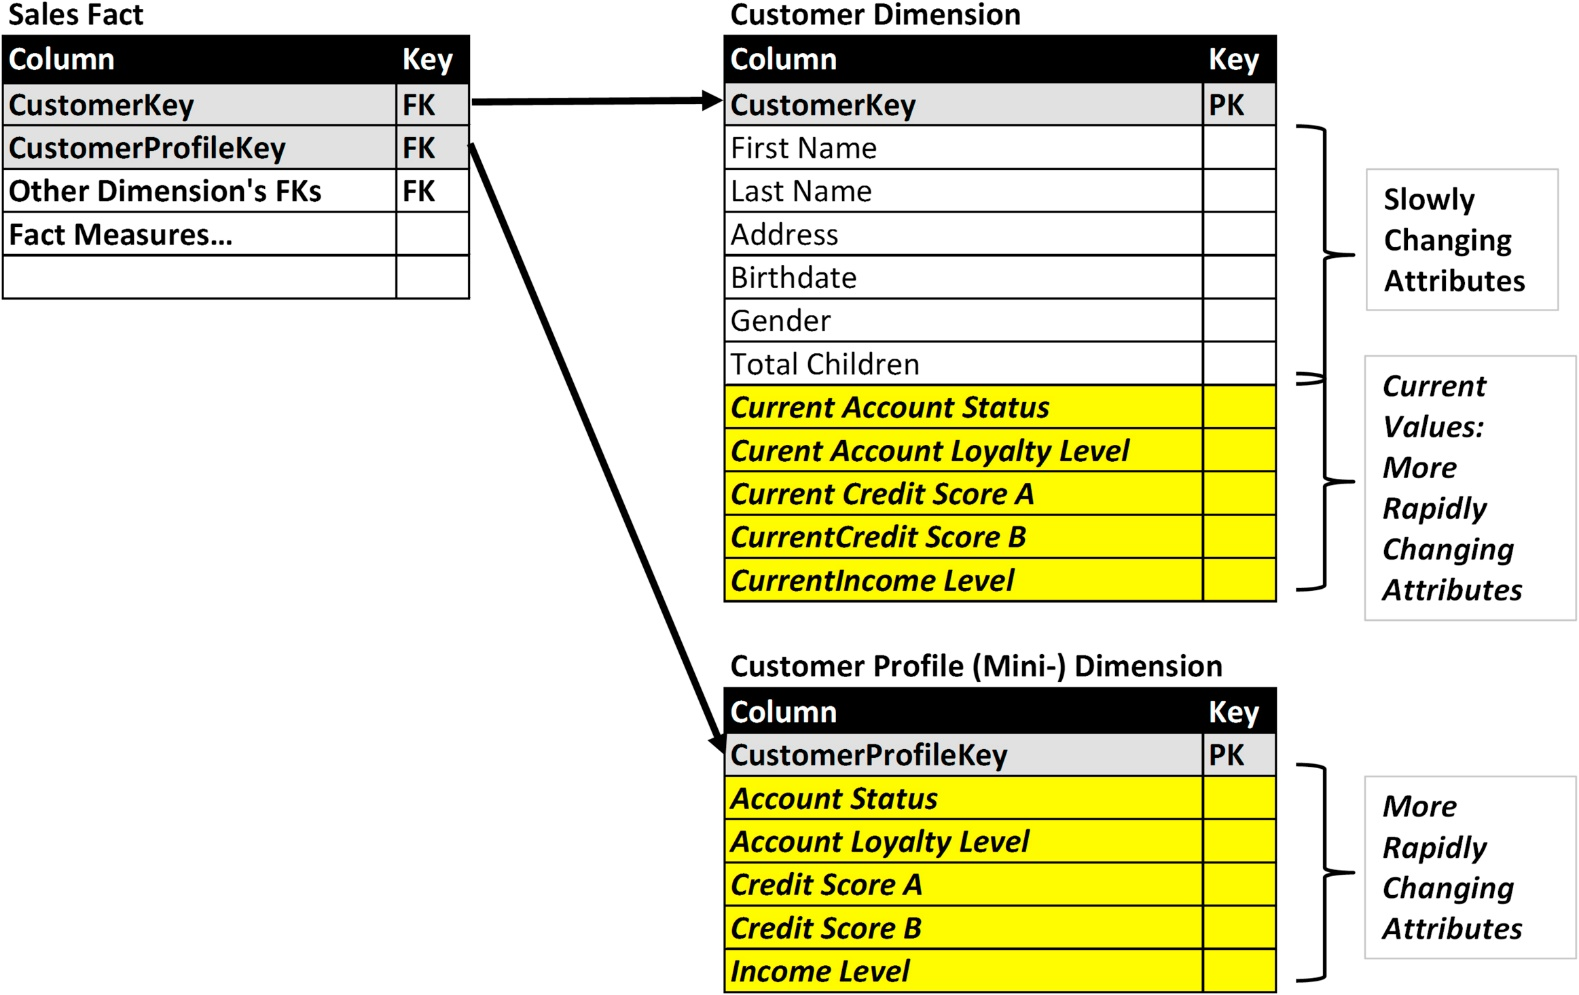 Sales Fact
Column Key
CustomerKey FK
CustomerProfileKey FK
Other Dimension's FKs FK
Fact Measures...
Customer Dimension
Column Key
CustomerKey PK
First Name
Last Name
Address
Birthdate
Gender
Total Children
Current Account Status
Curent Account Loyalty Level
Current Credit Score A
CurrentCredit Score B
CurrentIncome Level
Slowly
Changing
Attributes
Current
Values:
More
Rapidly
Changing
Attributes
Customer Profile (Mini-) Dimension
Column Key
CustomerProfileKey PK
Account Status
Account Loyalty Level
Credit Score A
Credit Score B
Income Level
More
Rapidly
Changing
Attributes